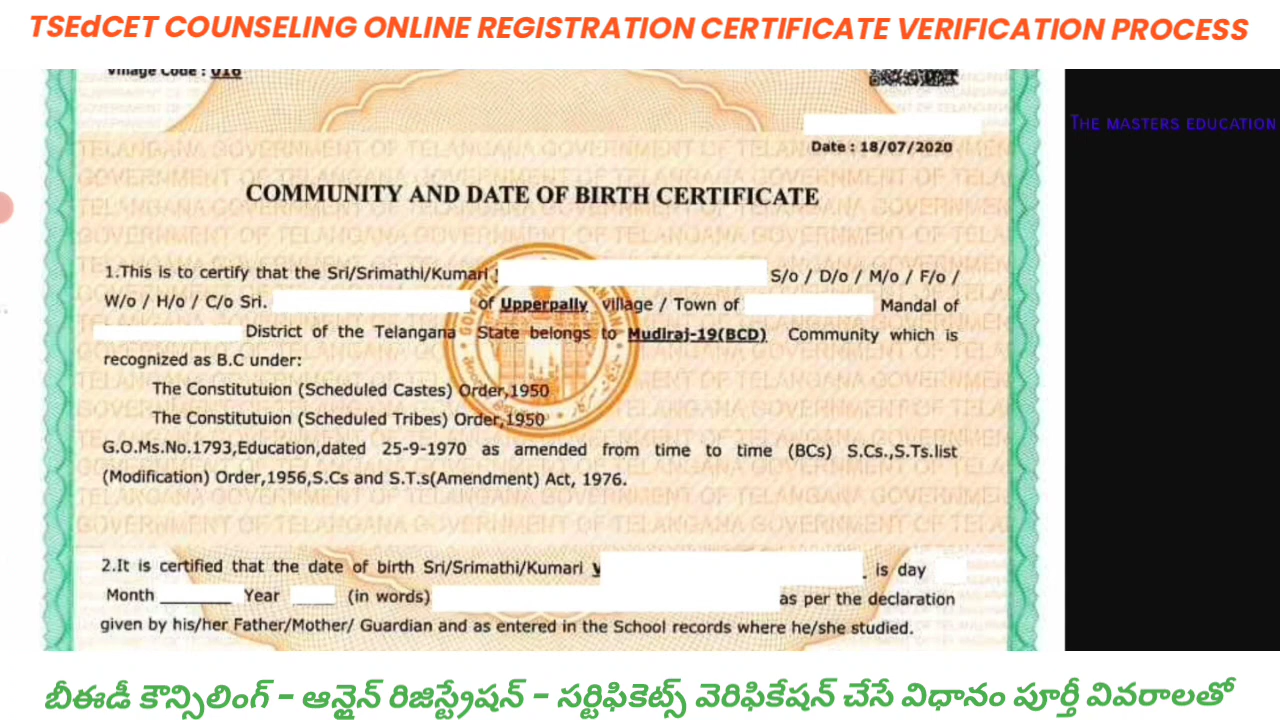 TSEdCET COUNSELING ONLINE REGISTRATION CERTIFICATE VERIFICATION PROCESS
Village Code : 016
THE MASTERS EDUCATION
Date : 18/07/2020
COMMUNITY AND DATE OF BIRTH CERTIFICATE
1.This is to certify that the Sri/Srimathi/Kumari S/o / D/o / M/o / F/o /
W/o / H/o / C/o Sri. of Upperpally village / Town of Mandal of
District of the Telangana State belongs to Mudiraj-19(BCD) Community which is
recognized as B.C under:
The Constitutuion (Scheduled Castes) Order,1950
The Constitutuion (Scheduled Tribes) Order,1950
G.O.Ms.No.1793,Education,dated 25-9-1970 as amended from time to time (BCs) S.Cs.,S.Ts.list
(Modification) Order,1956,S.Cs and S.T.s(Amendment) Act, 1976.
2.It is certified that the date of birth Sri/Srimathi/Kumari is day
Month Year (in words) as per the declaration
given by his/her Father/Mother/ Guardian and as entered in the School records where he/she studied.
బీఈడీ కౌన్సిలింగ్ - ఆన్లైన్ రిజిస్ట్రేషన్ - సర్టిఫికెట్స్ వెరిఫికేషన్ చేసే విధానం పూర్తి వివరాలతో